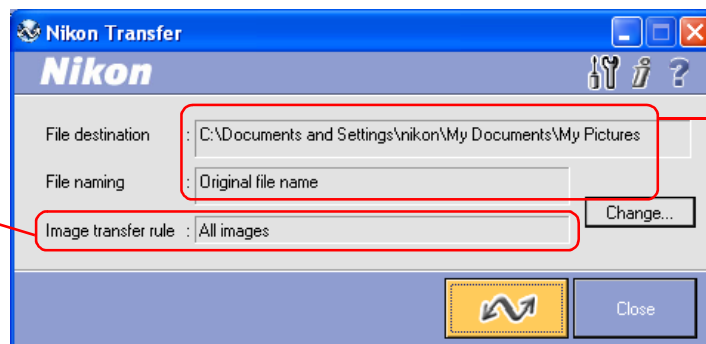 Nikon Transfer
Nikon
File destination : C:\Documents and Settings\nikon\My Documents\My Pictures
File naming : Original file name
Change...
Image transfer rule : All images
Close